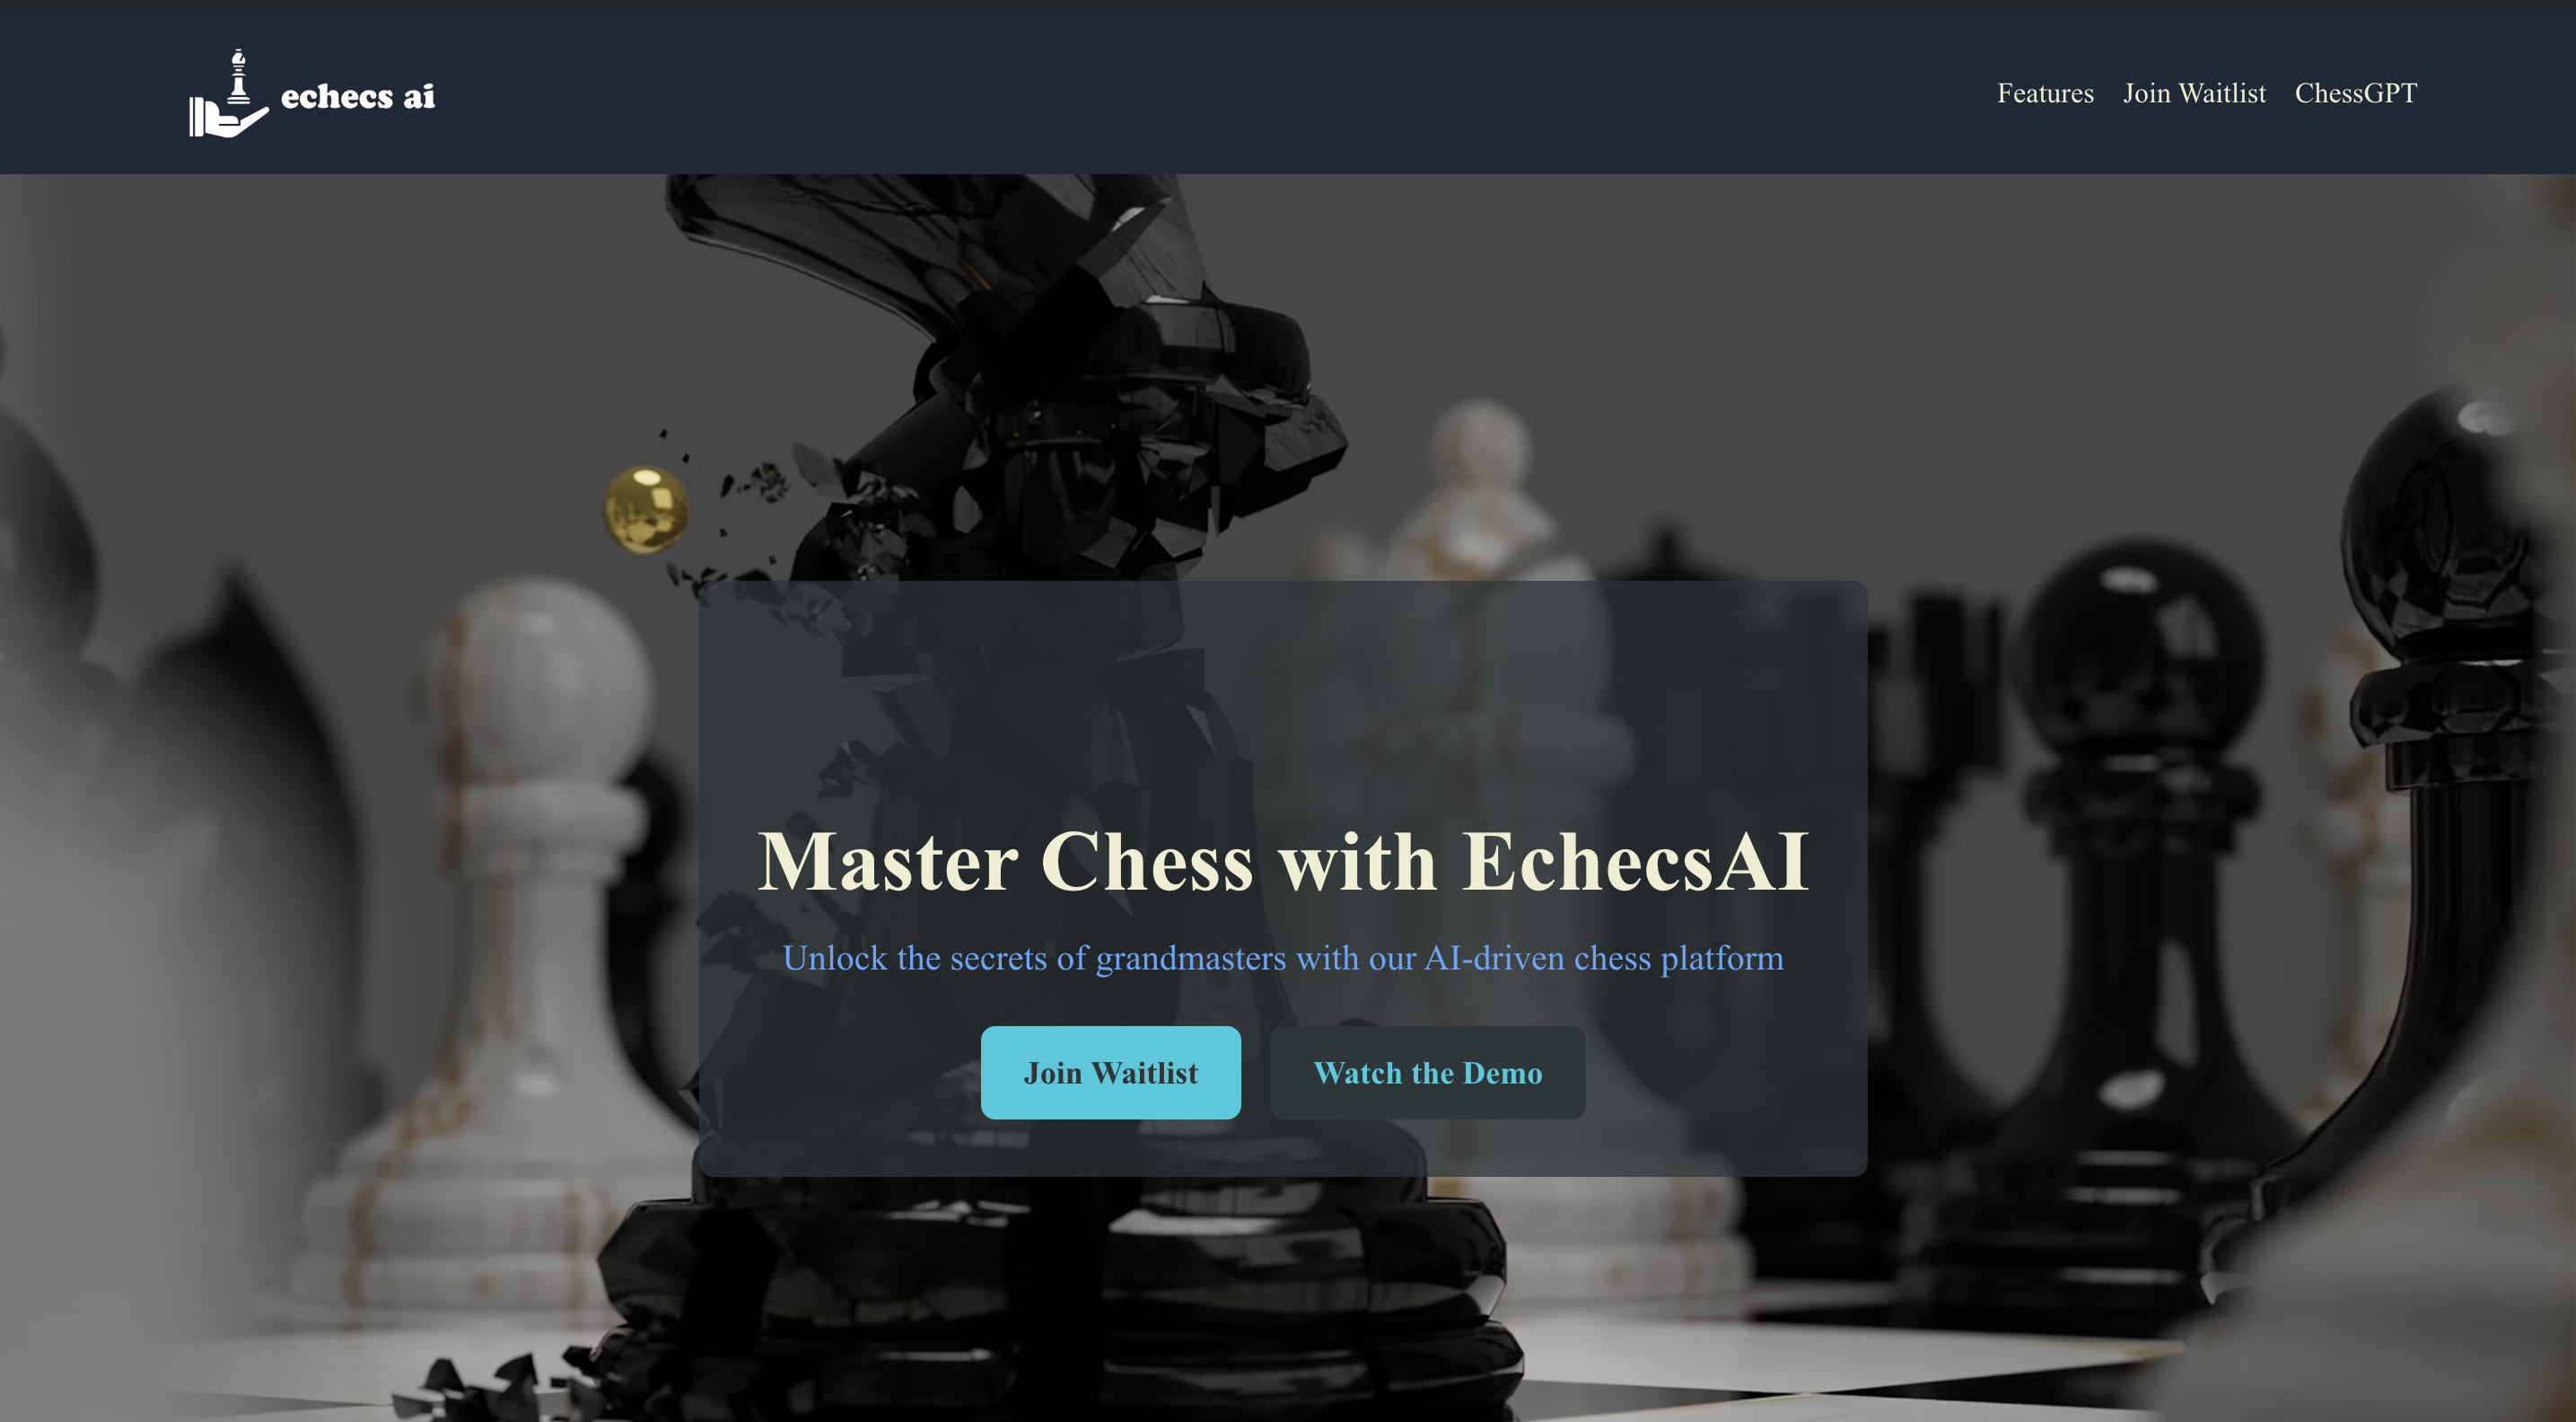 echecs ai
Features Join Waitlist ChessGPT
Master Chess with EchecsAI
Unlock the secrets of grandmasters with our AI-driven chess platform
Join Waitlist
Watch the Demo